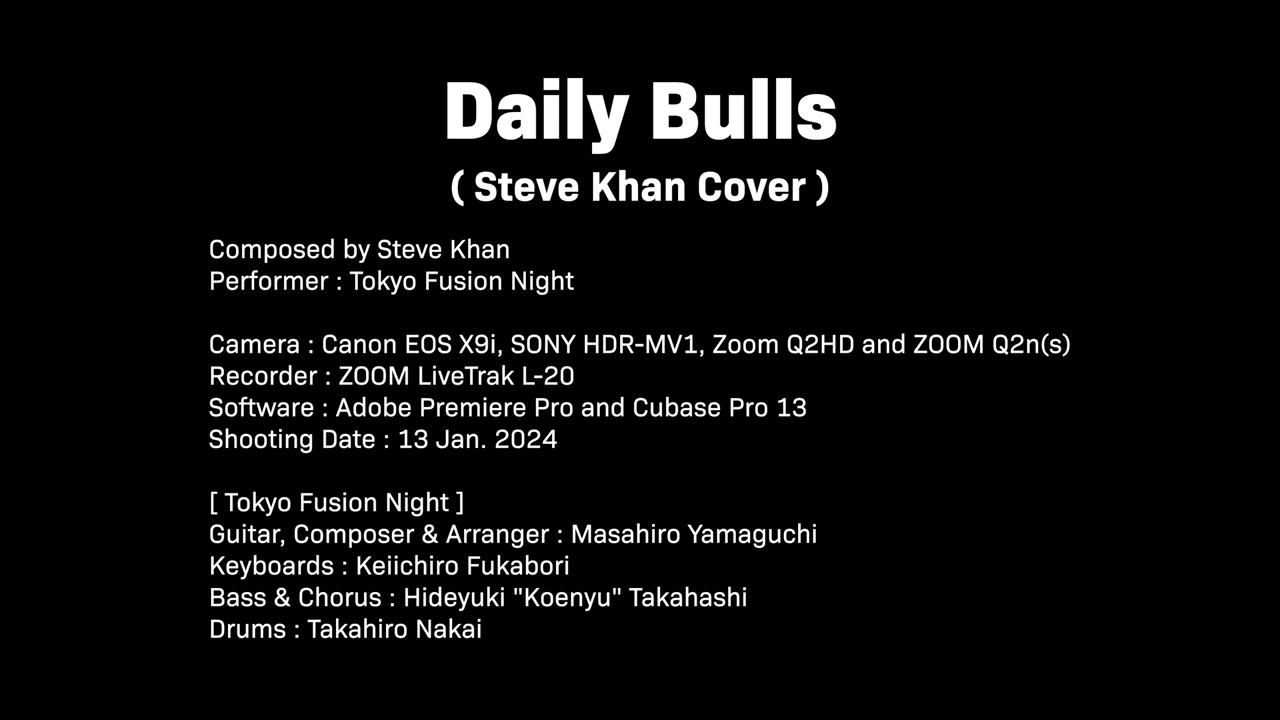 Daily Bulls
( Steve Khan Cover )
Composed by Steve Khan
Performer : Tokyo Fusion Night
Camera : Canon EOS X9i, SONY HDR-MV1, Zoom Q2HD and ZOOM Q2n(s)
Recorder : ZOOM LiveTrak L-20
Software : Adobe Premiere Pro and Cubase Pro 13
Shooting Date : 13 Jan. 2024
[ Tokyo Fusion Night ]
Guitar, Composer & Arranger : Masahiro Yamaguchi
Keyboards : Keiichiro Fukabori
Bass & Chorus : Hideyuki "Koenyu" Takahashi
Drums : Takahiro Nakai